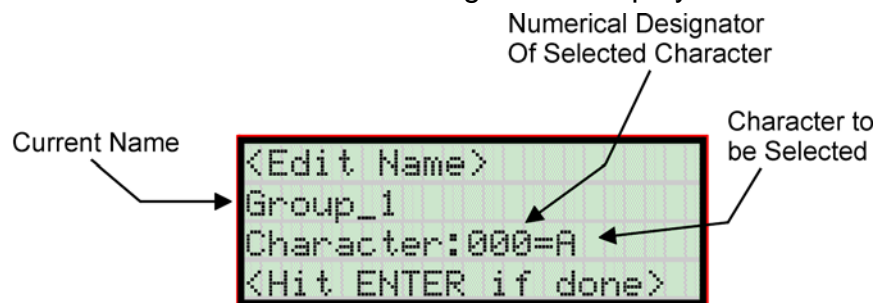 Numerical Designator
Of Selected Character
Character to
be Selected
Current Name
<Edit Name>
Group_1
Character:000=A
<Hit ENTER if done>